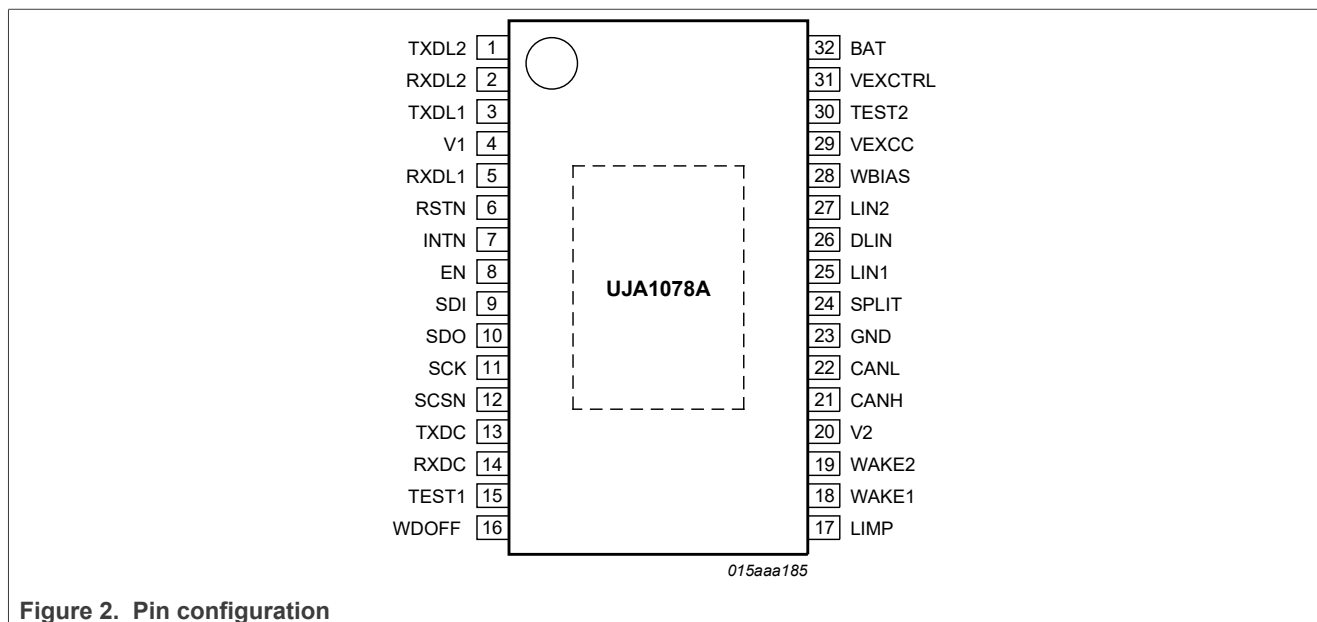 TXDL2 1 32 BAT
RXDL2 2 31 VEXCTRL
TXDL1 3 30 TEST2
V1 4 29 VEXCC
RXDL1 5 28 WBIAS
RSTN 6 27 LIN2
INTN 7 26 DLIN
EN 8 25 LIN1
UJA1078A
SDI 9 24 SPLIT
SDO 10 23 GND
SCK 11 22 CANL
SCSN 12 21 CANH
TXDC 13 20 V2
RXDC 14 19 WAKE2
TEST1 15 18 WAKE1
WDOFF 16 17 LIMP
015aaa185
Figure 2. Pin configuration